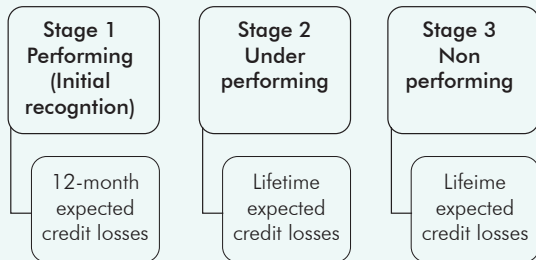 Stage 1
Performing
(Initial
recogntion)
12-month
expected
credit losses
Stage 2
Under
performing
Lifetime
expected
credit losses
Stage 3
Non
performing
Lifeime
expected
credit losses